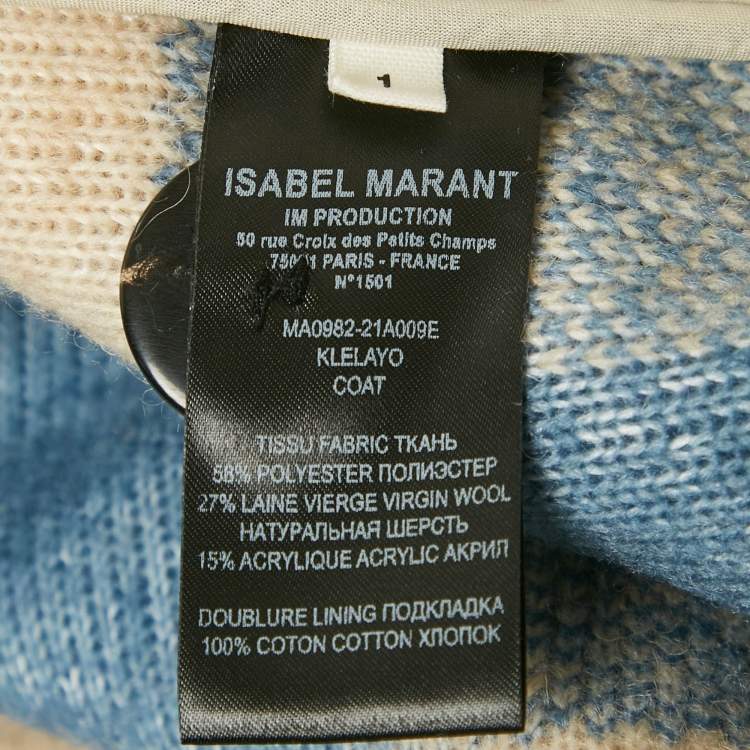 1
ISABEL MARANT
IM PRODUCTION
50 rue Croix des Petits Champs
75001 PARIS - FRANCE
N°1501
MA0982-21A009E
KLELAYO
COAT
TISSU FABRIC ТКАНЬ
58% POLYESTER ПОЛИЭСТЕР
27% LAINE VIERGE VIRGIN WOOL
НАТУРАЛЬНАЯ ШЕРСТЬ
15% ACRYLIQUE ACRYLIC АКРИЛ
DOUBLURE LINING ПОДКЛАДКА
100% COTON COTTON ХЛОПОК